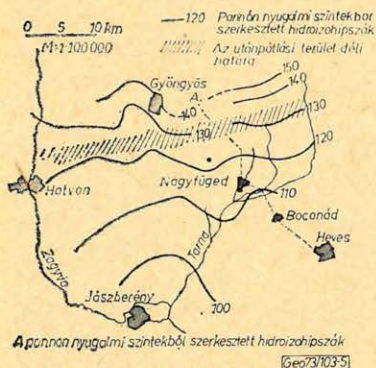 0 5 10 km
M=1:100.000
120 Pannón nyugalmi szintekből
szerkesztett hidroizohipszák
Az utánpótlási terület déli
határa
Gyöngyös
A.
150
140
140
130
130
120
Hatvan
Nagyfüged
110
Boconád
Heves
Zagyva
Tarna
100
Jászberény
A pannon nyugalmi szintekből szerkesztett hidroizohipszák
Geo73/103-5